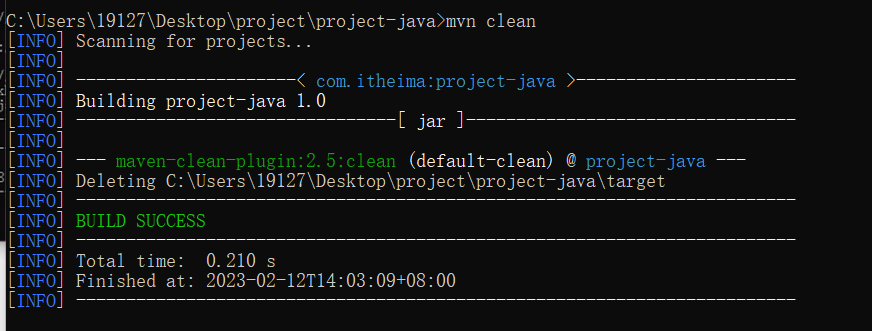 C:\Users\19127\Desktop\project\project-java>mvn clean
[INFO] Scanning for projects...
[INFO]
[INFO] ----------------------< com.itheima:project-java >----------------------
[INFO] Building project-java 1.0
[INFO] --------------------------------[ jar ]---------------------------------
[INFO]
[INFO] --- maven-clean-plugin:2.5:clean (default-clean) @ project-java ---
[INFO] Deleting C:\Users\19127\Desktop\project\project-java\target
[INFO] ------------------------------------------------------------------------
[INFO] BUILD SUCCESS
[INFO] ------------------------------------------------------------------------
[INFO] Total time:  0.210 s
[INFO] Finished at: 2023-02-12T14:03:09+08:00
[INFO] ------------------------------------------------------------------------